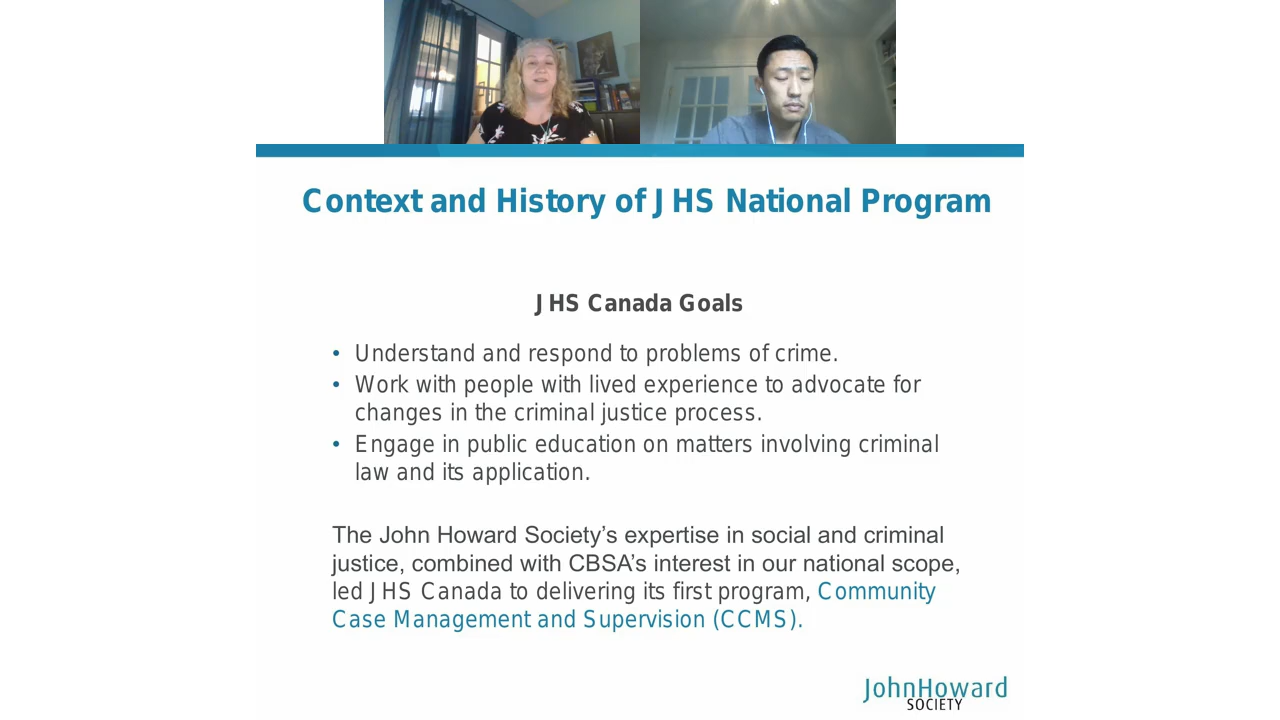 Context and History of JHS National Program
JHS Canada Goals
• Understand and respond to problems of crime.
• Work with people with lived experience to advocate for
changes in the criminal justice process.
• Engage in public education on matters involving criminal
law and its application.
The John Howard Society’s expertise in social and criminal
justice, combined with CBSA’s interest in our national scope,
led JHS Canada to delivering its first program, Community
Case Management and Supervision (CCMS).
JohnHoward
SOCIETY